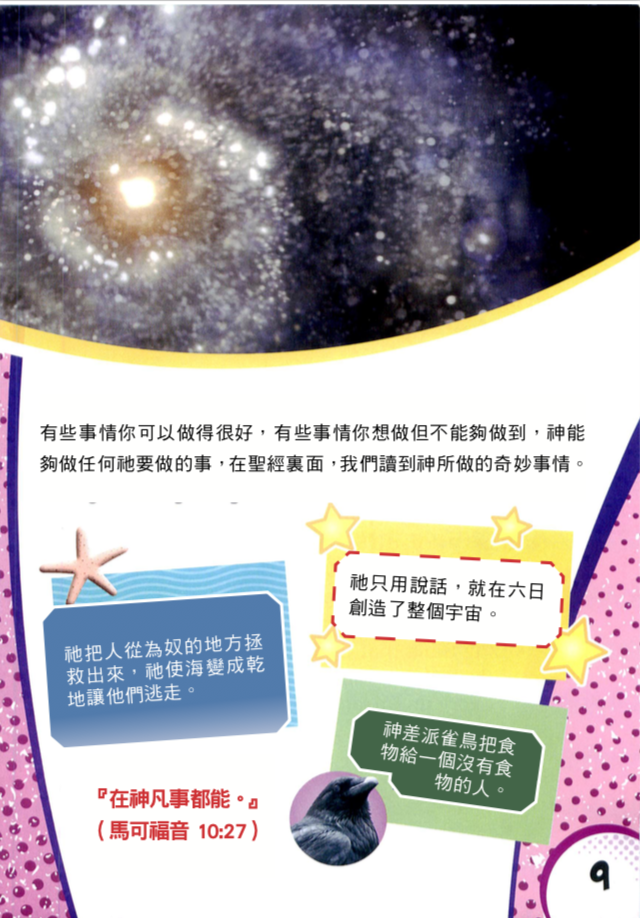 有些事情你可以做得很好，有些事情你想做但不能夠做到，神能
夠做任何祂要做的事，在聖經裏面，我們讀到神所做的奇妙事情。
祂只用說話，就在六日
創造了整個宇宙。
祂把人從為奴的地方拯
救出來，祂使海變成乾
地讓他們逃走。
神差派雀鳥把食
物給一個沒有食
物的人。
『在神凡事都能。』
（馬可福音 10:27）
9